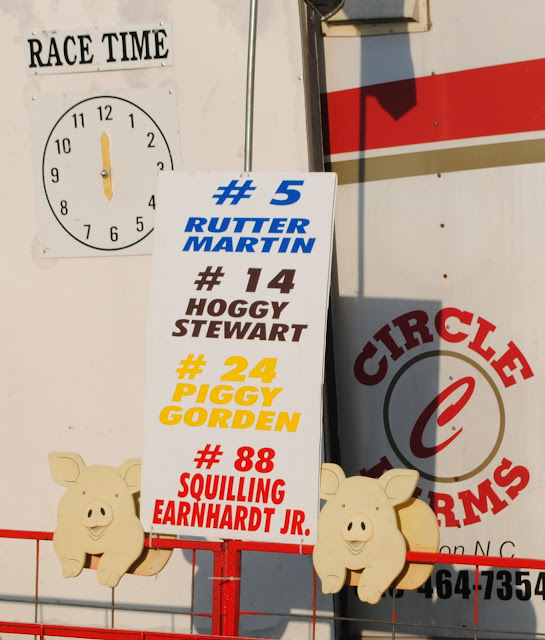 RACE TIME
12
11
1
10
2
9
3
8
4
7
5
6
# 5
RUTTER
MARTIN
# 14
HOGGY
STEWART
# 24
PIGGY
GORDEN
# 88
SQUILLING
EARNHARDT JR.
CIRCLE
C
N.C.
464-7354